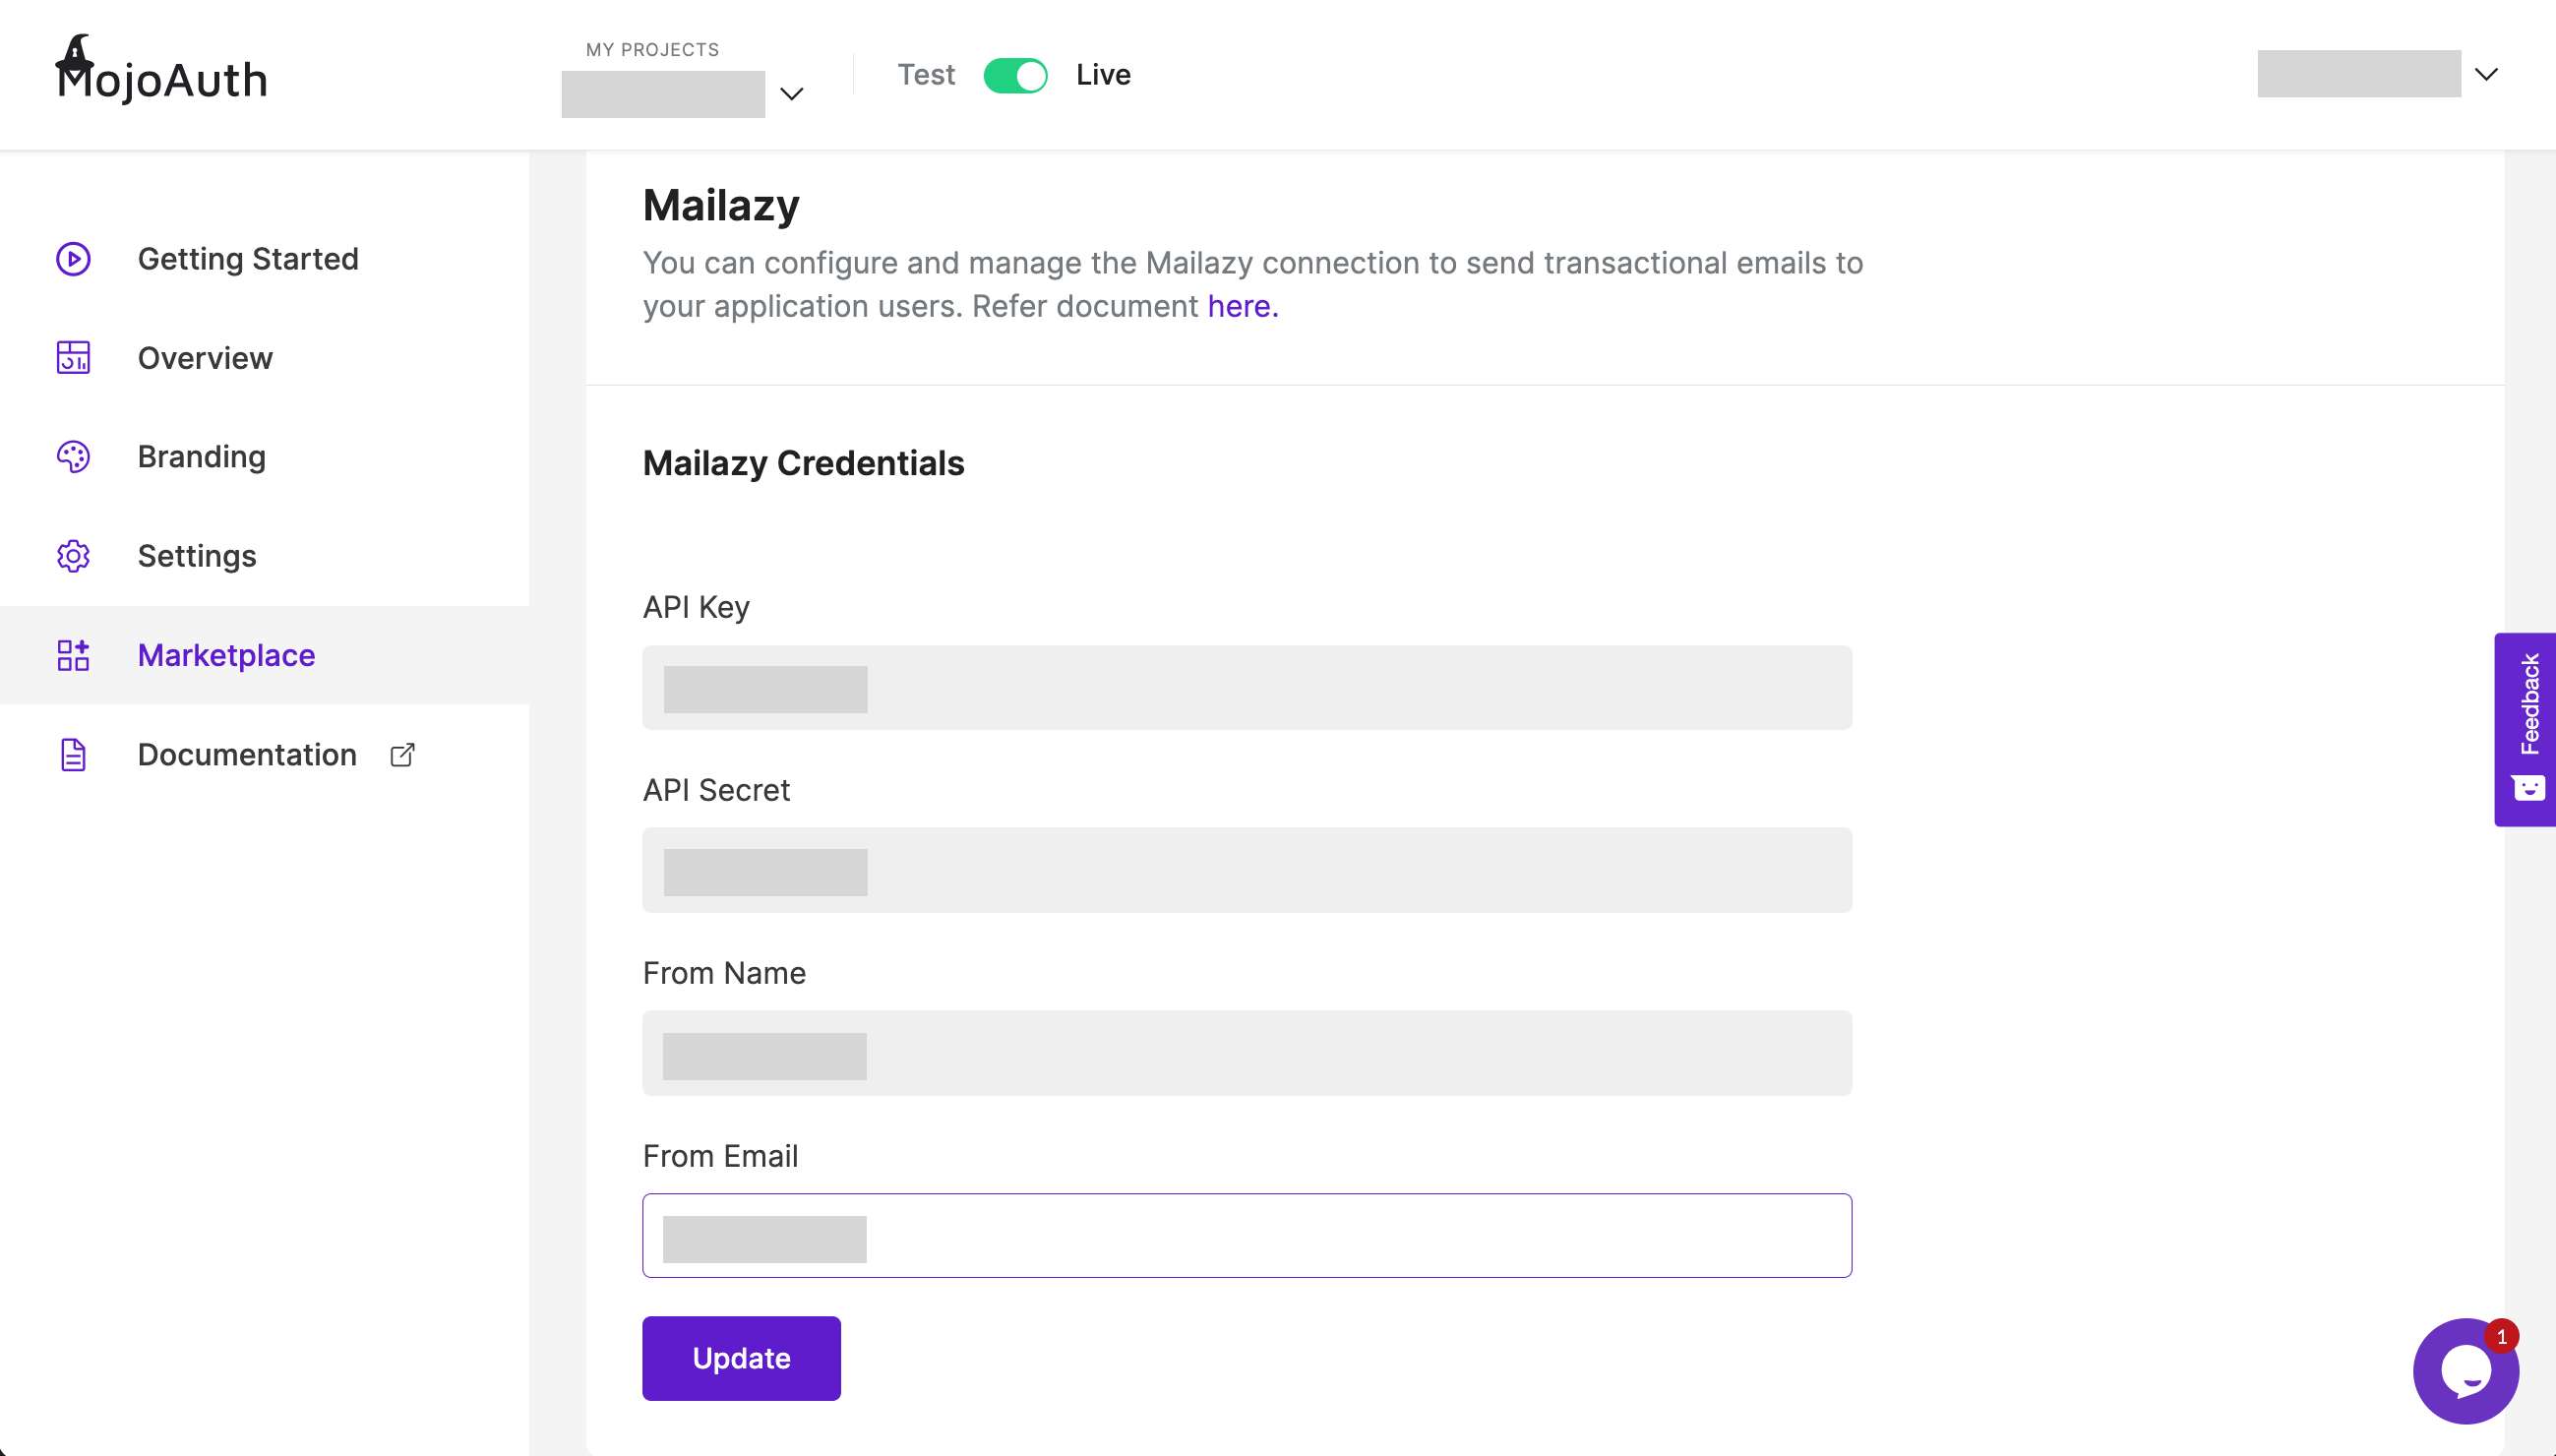 MojoAuth
MY PROJECTS
Test
Live
Getting Started
Overview
Branding
Settings
Marketplace
Documentation
Mailazy
You can configure and manage the Mailazy connection to send transactional emails to
your application users. Refer document here.
Mailazy Credentials
API Key
API Secret
From Name
From Email
Update
Feedback
1